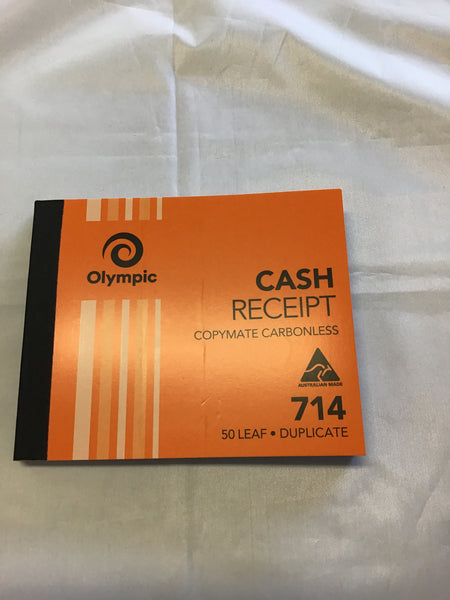 Olympic
CASH
RECEIPT
COPYMATE CARBONLESS
AUSTRALIAN MADE
714
50 LEAF • DUPLICATE